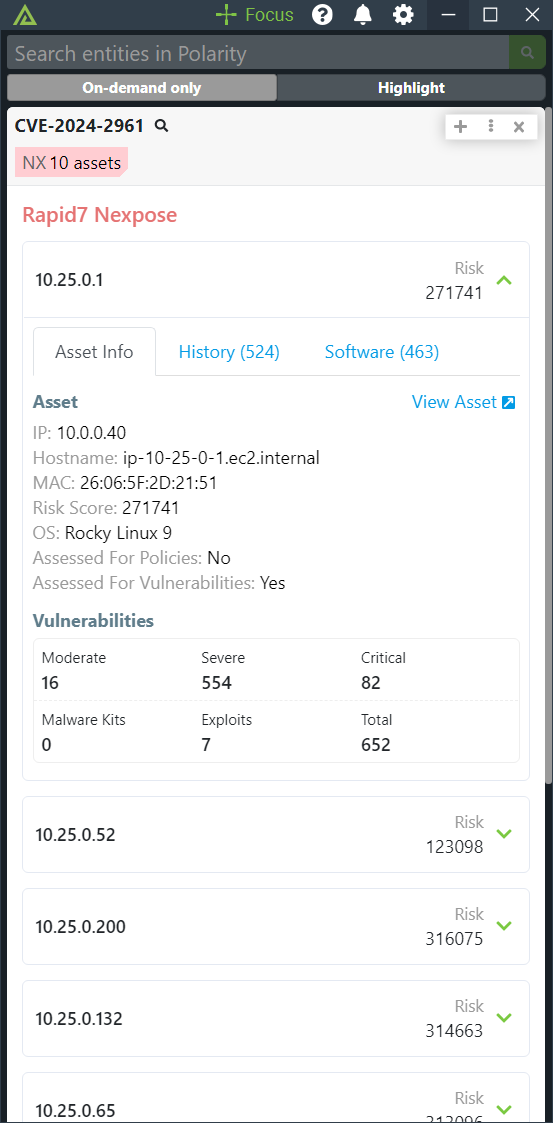 Focus
Search entities in Polarity
On-demand only Highlight
CVE-2024-2961
NX 10 assets
Rapid7 Nexpose
10.25.0.1 Risk 271741
Asset Info History (524) Software (463)
Asset View Asset
IP: 10.0.0.40
Hostname: ip-10-25-0-1.ec2.internal
MAC: 26:06:5F:2D:21:51
Risk Score: 271741
OS: Rocky Linux 9
Assessed For Policies: No
Assessed For Vulnerabilities: Yes
Vulnerabilities
Moderate Severe Critical
16 554 82
Malware Kits Exploits Total
0 7 652
10.25.0.52 Risk 123098
10.25.0.200 Risk 316075
10.25.0.132 Risk 314663
10.25.0.65 Risk